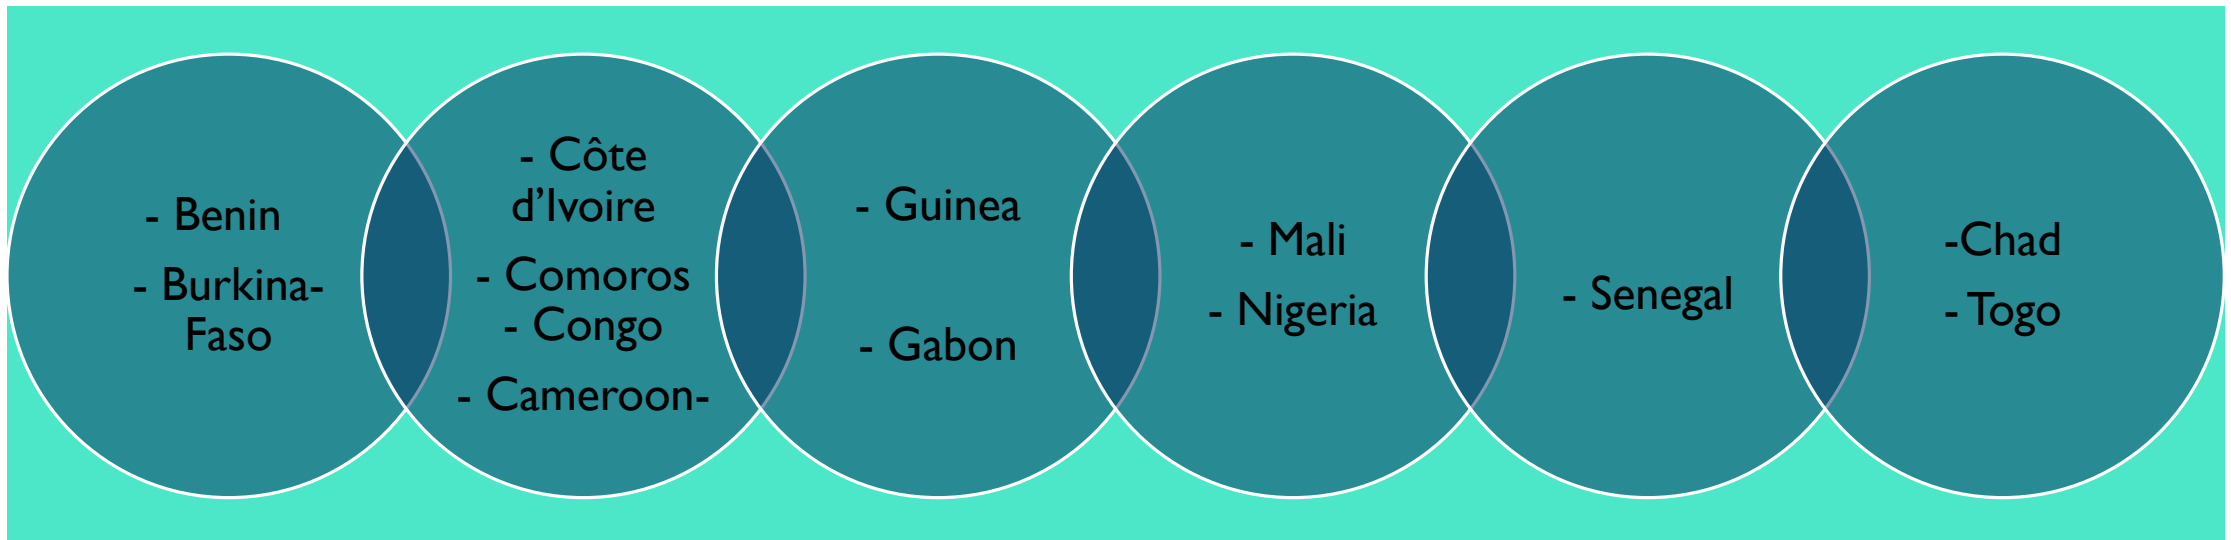 - Benin
- Burkina-
Faso
- Côte
d’Ivoire
- Comoros
- Congo
- Cameroon-
- Guinea
- Gabon
- Mali
- Nigeria
- Senegal
-Chad
- Togo